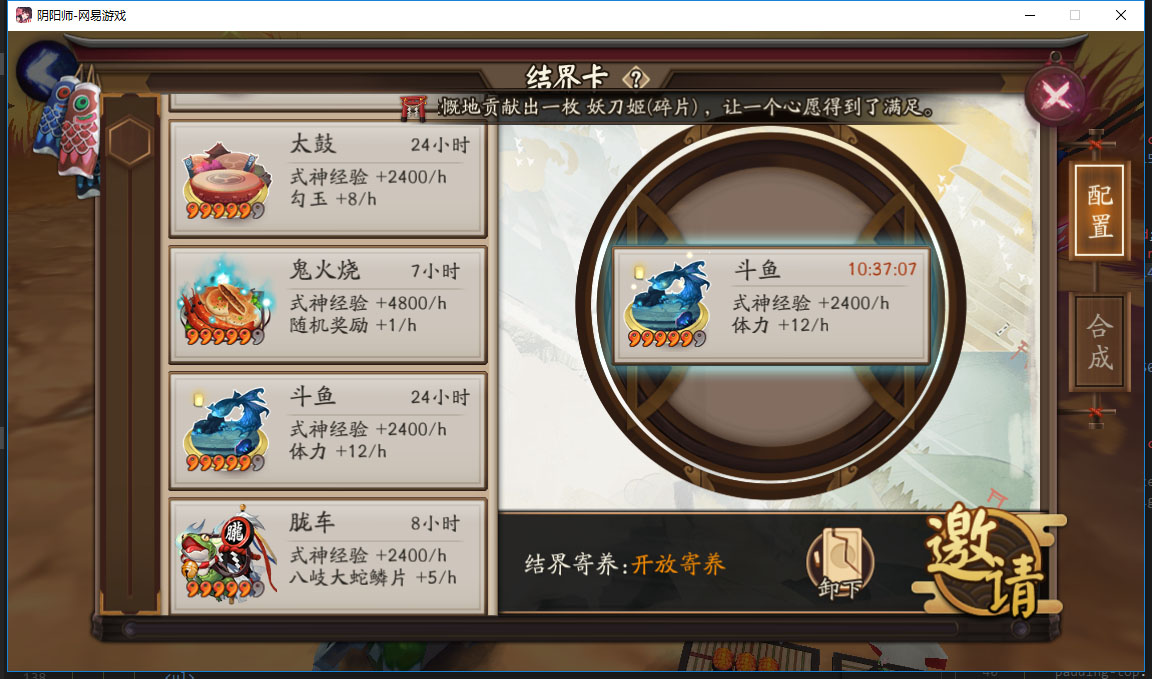 阴阳师-网易游戏
结界卡 ?
慨地贡献出一枚 妖刀姬(碎片)，让一个心愿得到了满足。
太鼓 24小时
式神经验 +2400/h
勾玉 +8/h
鬼火烧 7小时
式神经验 +4800/h
随机奖励 +1/h
斗鱼 24小时
式神经验 +2400/h
体力 +12/h
胧车 8小时
朧
式神经验 +2400/h
八岐大蛇鳞片 +5/h
斗鱼 10:37:07
式神经验 +2400/h
体力 +12/h
配置
合成
结界寄养:开放寄养
卸下
邀请
138
<ul>
padding-top: